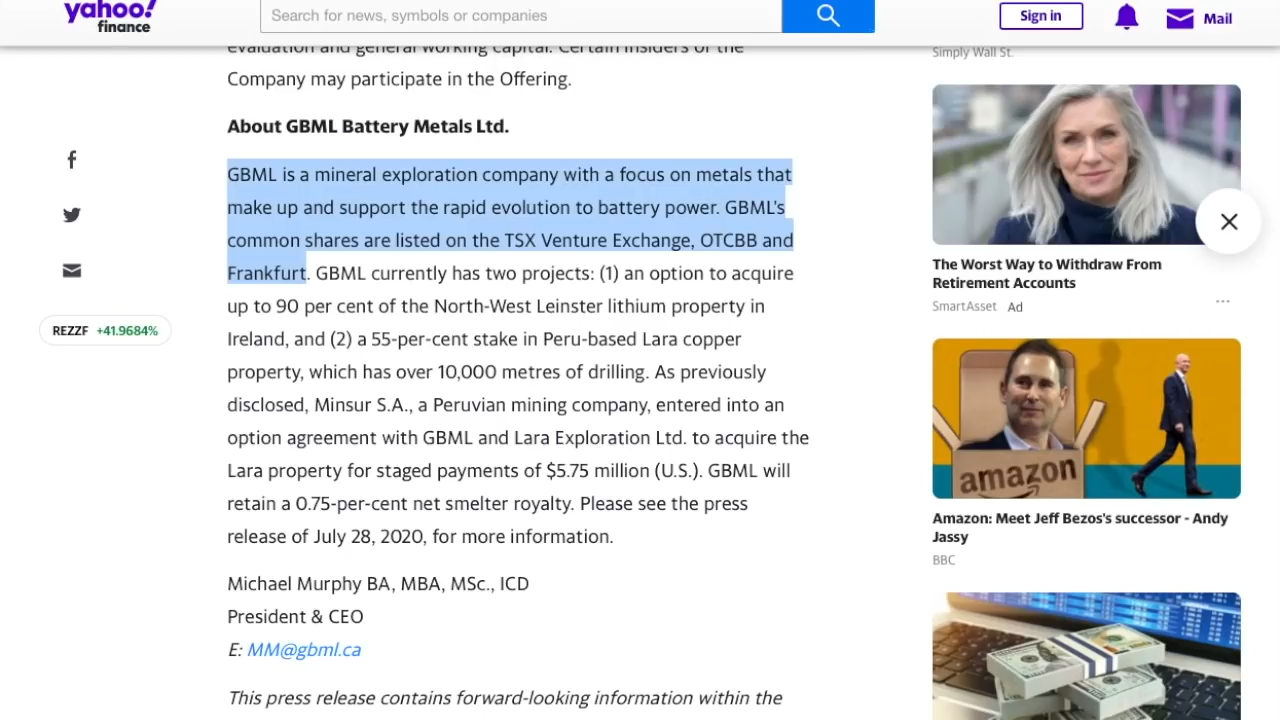 yahoo!
finance
Search for news, symbols or companies
Sign in
Mail
evaluation and general working capital. Certain insiders of the
Company may participate in the Offering.
About GBML Battery Metals Ltd.
GBML is a mineral exploration company with a focus on metals that
make up and support the rapid evolution to battery power. GBML's
common shares are listed on the TSX Venture Exchange, OTCBB and
Frankfurt. GBML currently has two projects: (1) an option to acquire
up to 90 per cent of the North-West Leinster lithium property in
Ireland, and (2) a 55-per-cent stake in Peru-based Lara copper
property, which has over 10,000 metres of drilling. As previously
disclosed, Minsur S.A., a Peruvian mining company, entered into an
option agreement with GBML and Lara Exploration Ltd. to acquire the
Lara property for staged payments of $5.75 million (U.S.). GBML will
retain a 0.75-per-cent net smelter royalty. Please see the press
release of July 28, 2020, for more information.
Michael Murphy BA, MBA, MSc., ICD
President & CEO
E: MM@gbml.ca
This press release contains forward-looking information within the
REZZF +41.9684%
Simply Wall St.
The Worst Way to Withdraw From
Retirement Accounts
SmartAsset Ad
amazon
Amazon: Meet Jeff Bezos's successor - Andy
Jassy
BBC